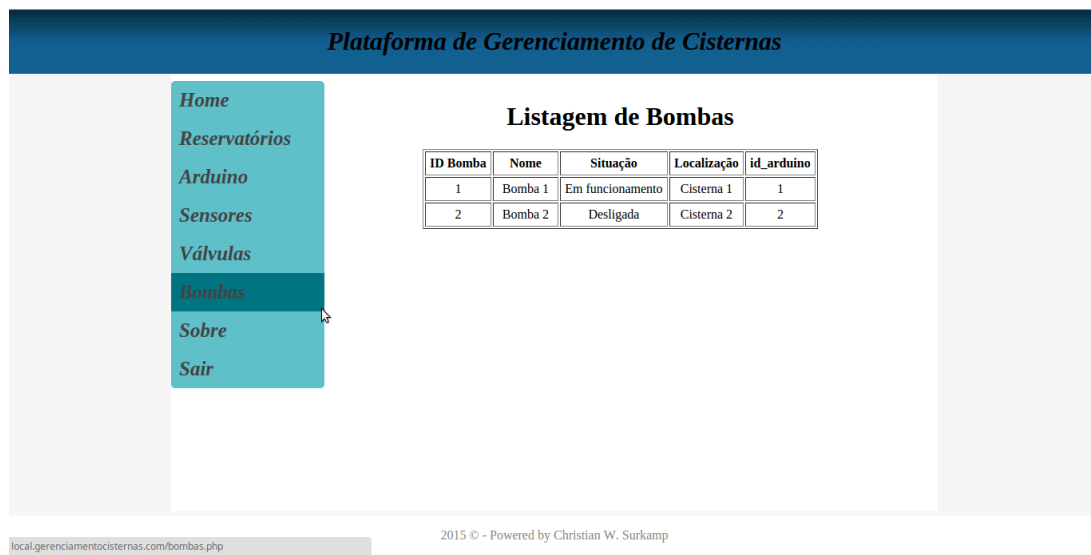 Plataforma de Gerenciamento de Cisternas
Home
Reservatórios
Arduino
Sensores
Válvulas
Bombas
Sobre
Sair
Listagem de Bombas
ID Bomba Nome Situação Localização id_arduino
1 Bomba 1 Em funcionamento Cisterna 1 1
2 Bomba 2 Desligada Cisterna 2 2
2015 © - Powered by Christian W. Surkamp
local.gerenciamentocisternas.com/bombas.php